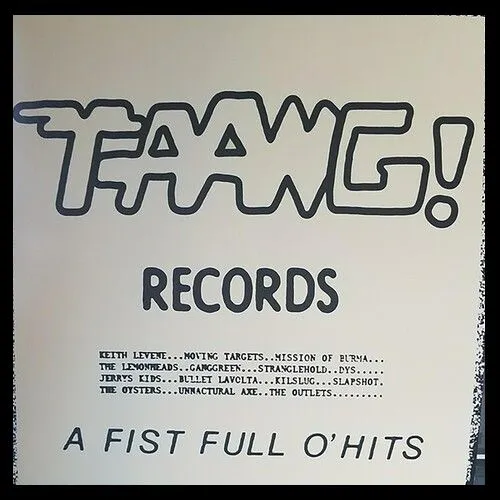 TAANG!
RECORDS
KEITH LEVENE...MOVING TARGETS..MISSION OF BURMA...
THE LEMONHEADS..GANGGREEN...STRANGLEHOLD..DYS.....
JERRYS KIDS...BULLET LAVOLTA...KILSLUG...SLAPSHOT.
THE OYSTERS...UNNACTURAL AXE..THE OUTLETS.........
A FIST FULL O'HITS